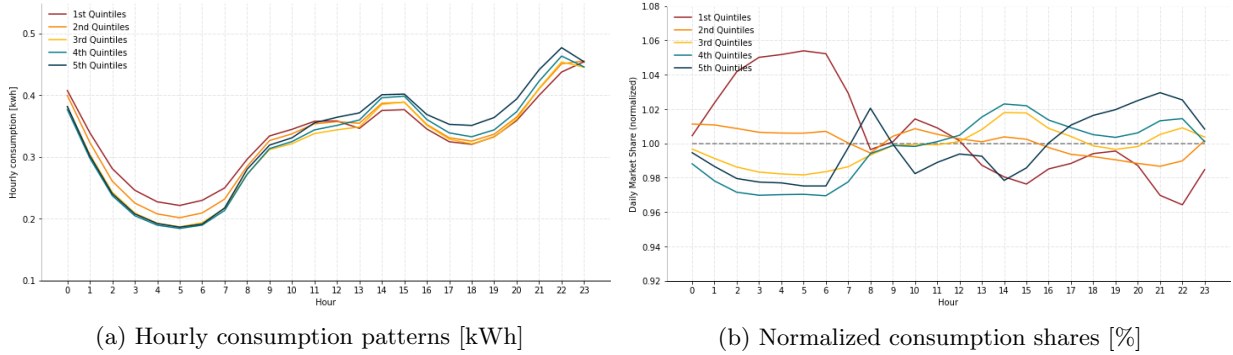 0.5
0.4
0.3
0.2
0.1
Hourly consumption [kwh]
1st Quintiles
2nd Quintiles
3rd Quintiles
4th Quintiles
5th Quintiles
0 1 2 3 4 5 6 7 8 9 10 11 12 13 14 15 16 17 18 19 20 21 22 23
Hour
(a) Hourly consumption patterns [kWh]
1.08
1.06
1.04
1.02
1.00
0.98
0.96
0.94
0.92
Daily Market Share (normalized)
1st Quintiles
2nd Quintiles
3rd Quintiles
4th Quintiles
5th Quintiles
0 1 2 3 4 5 6 7 8 9 10 11 12 13 14 15 16 17 18 19 20 21 22 23
Hour
(b) Normalized consumption shares [%]